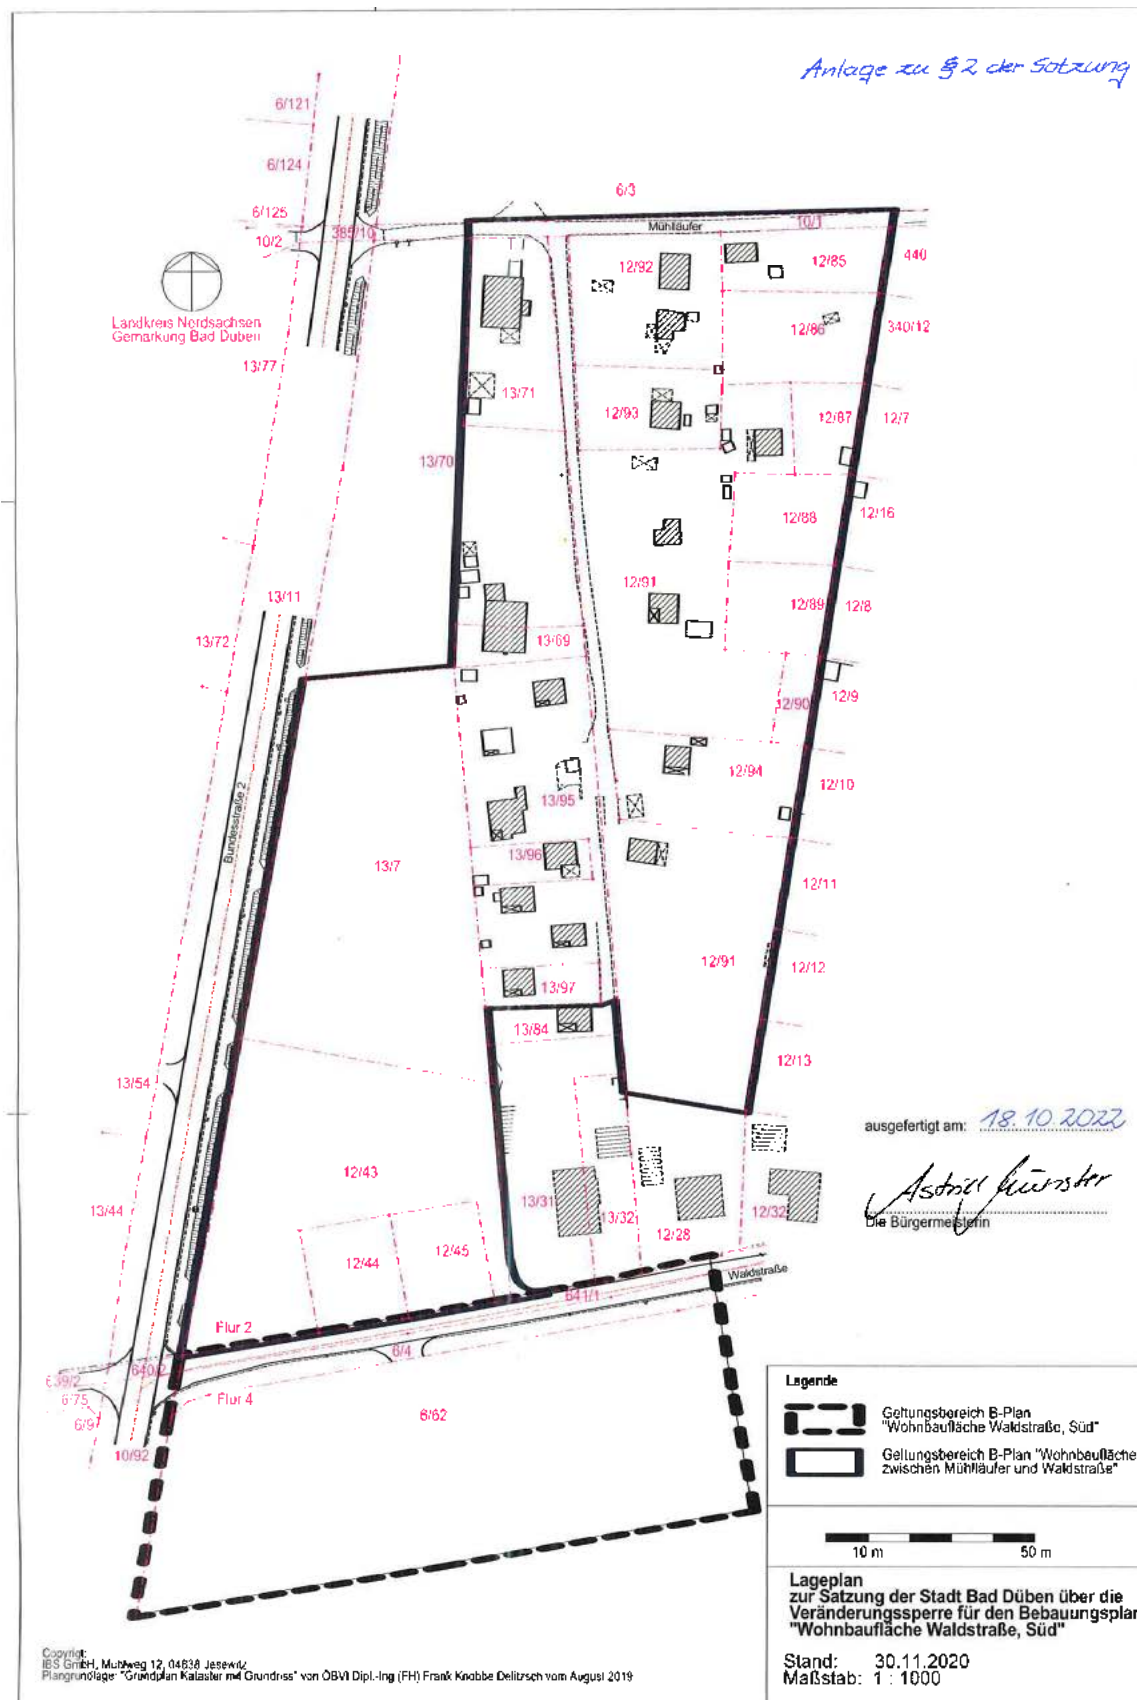 Anlage zu § 2 der Satzung
6/121
6/124
6/3
6/125
385/10
10/2
Mühlläufer
10/1
440
12/92
12/85
Landkreis Nordsachsen
Gemarkung Bad Düben
12/86
340/12
13/77
13/71
12/93
12/87
12/7
13/70
12/88
12/16
12/91
13/11
12/89
12/8
13/72
13/69
12/90
12/9
12/94
12/10
13/95
Bundesstraße 2
13/7
13/96
12/11
12/91
12/12
13/97
13/84
12/13
13/54
ausgefertigt am: 18.10.2022
12/43
13/44
13/31
13/32
12/28
12/32
Astrid Münster
Die Bürgermeisterin
12/44
12/45
Waldstraße
641/1
Flur 2
6/4
640/2
639/2
6/75
Flur 4
6/9
6/62
10/92
Legende
Geltungsbereich B-Plan
"Wohnbaufläche Waldstraße, Süd"
Geltungsbereich B-Plan "Wohnbaufläche
zwischen Mühlläufer und Waldstraße"
10 m
50 m
Lageplan
zur Satzung der Stadt Bad Düben über die
Veränderungssperre für den Bebauungsplan
"Wohnbaufläche Waldstraße, Süd"
Stand: 30.11.2020
Maßstab: 1 : 1000
Copyright:
IBS GmbH, Mühlweg 12, 04838 Jesewitz
Plangrundlage: "Grundplan Kataster mit Grundriss" von ÖBVI Dipl.-Ing (FH) Frank Knobbe Delitzsch vom August 2019